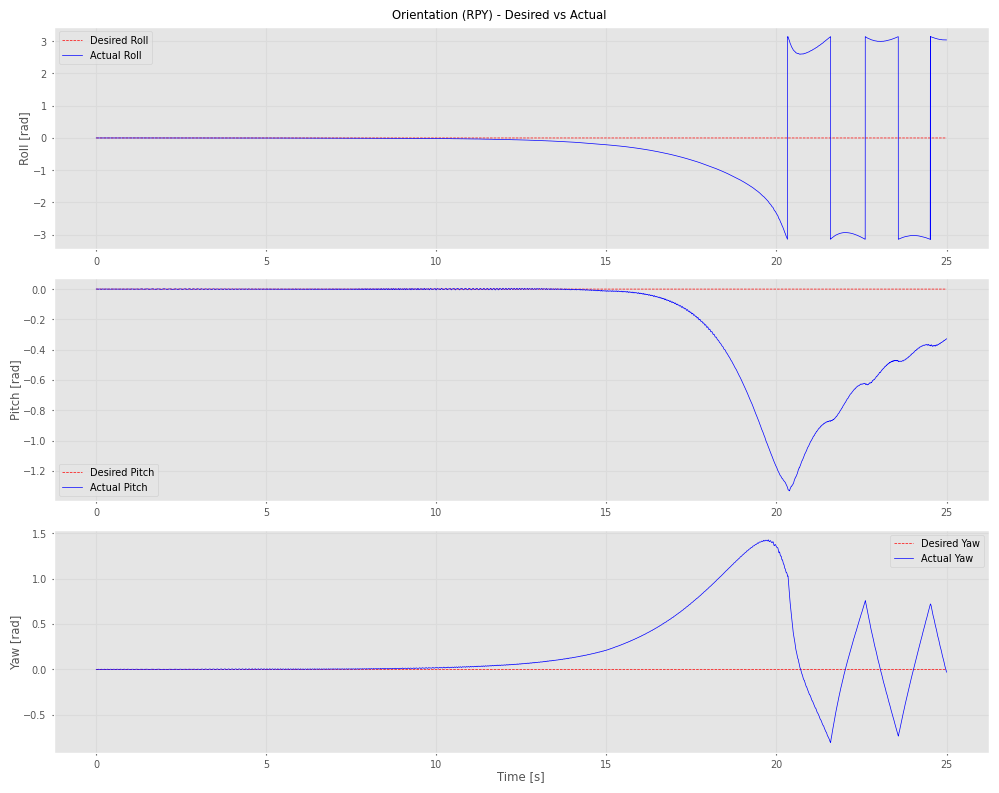 Orientation (RPY) - Desired vs Actual
Desired Roll
Actual Roll
Roll [rad]
3
2
1
0
−1
−2
−3
0 5 10 15 20 25
Desired Pitch
Actual Pitch
Pitch [rad]
0.0
−0.2
−0.4
−0.6
−0.8
−1.0
−1.2
0 5 10 15 20 25
Desired Yaw
Actual Yaw
Yaw [rad]
1.5
1.0
0.5
0.0
−0.5
0 5 10 15 20 25
Time [s]